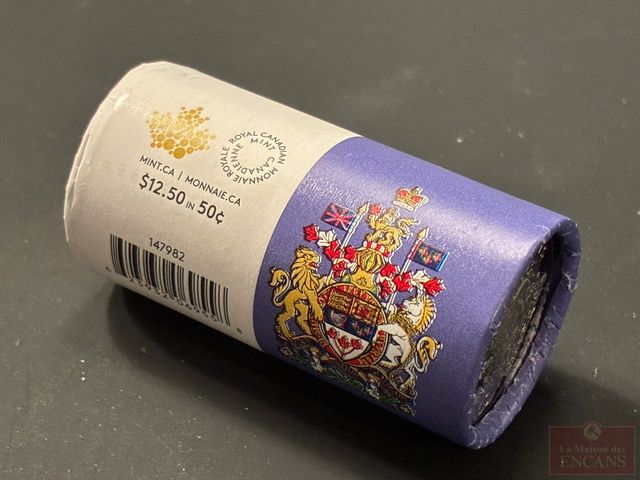 ROYAL CANADIAN MINT
MONNAIE ROYALE CANADIENNE
MINT.CA | MONNAIE.CA
$12.50 IN 50¢
147982
La Maison des
ENCANS